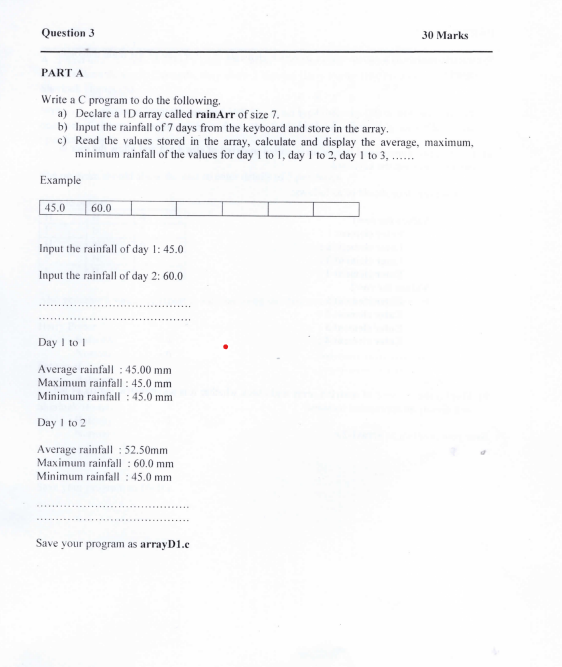 Question 3
30 Marks
PART A
Write a C program to do the following.
a) Declare a 1D array called rainArr of size 7.
b) Input the rainfall of 7 days from the keyboard and store in the array.
c) Read the values stored in the array, calculate and display the average, maximum,
minimum rainfall of the values for day 1 to 1, day 1 to 2, day 1 to 3, ……
Example
45.0 60.0
Input the rainfall of day 1: 45.0
Input the rainfall of day 2: 60.0
.......................................
.......................................
Day 1 to 1
Average rainfall : 45.00 mm
Maximum rainfall : 45.0 mm
Minimum rainfall : 45.0 mm
Day 1 to 2
Average rainfall : 52.50mm
Maximum rainfall : 60.0 mm
Minimum rainfall : 45.0 mm
.......................................
.......................................
Save your program as arrayD1.c